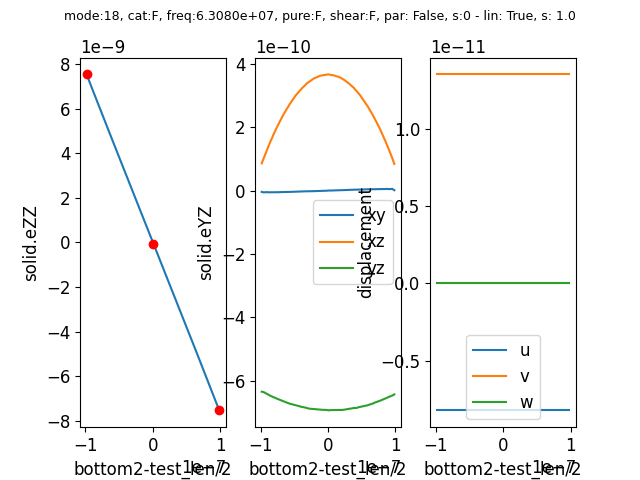 mode:18, cat:F, freq:6.3080e+07, pure:F, shear:F, par: False, s:0 - lin: True, s: 1.0
1e−9
1e−10
1e−11
8
6
4
2
0
−2
−4
−6
−8
solid.eZZ
−1
0
1
1e−7
bottom2-test_len/2
4
2
0
−2
−4
−6
solid.eYZ
xy
xz
yz
−1
0
1
1e−7
bottom2-test_len/2
1.0
0.5
0.0
−0.5
displacement
u
v
w
−1
0
1
1e−7
bottom2-test_len/2